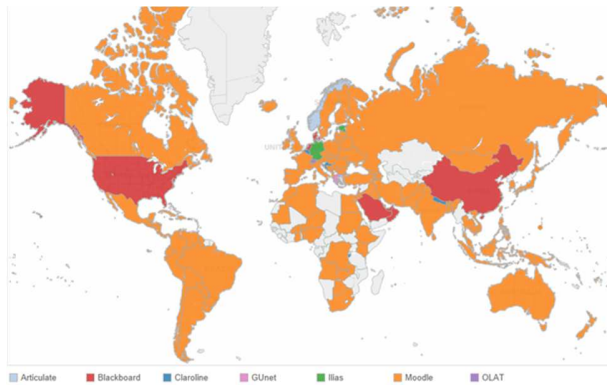 Articulate
Blackboard
Claroline
GUnet
Ilias
Moodle
OLAT